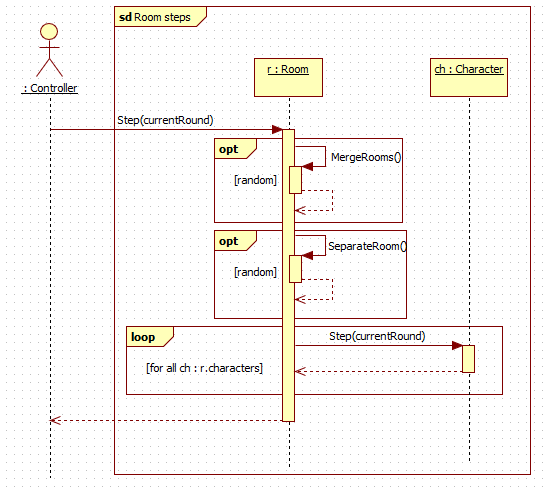 sd Room steps
: Controller
r : Room
ch : Character
Step(currentRound)
opt
MergeRooms()
[random]
opt
SeparateRoom()
[random]
loop
Step(currentRound)
[for all ch : r.characters]